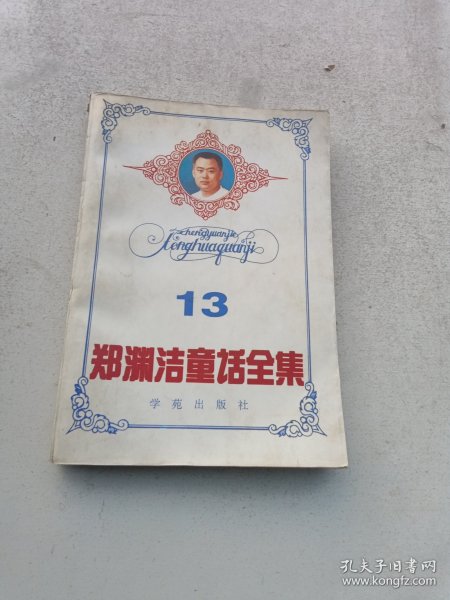 zhengyuanjie
tonghuaquanji
13
郑渊洁童话全集
学苑出版社
孔夫子旧书网
www.kongfz.com